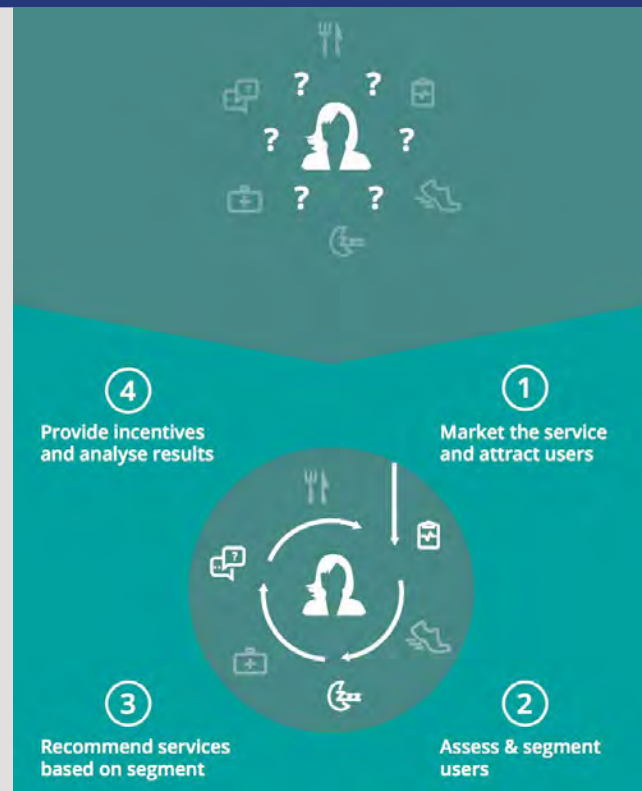 ? ?
? ?
? ?
4
Provide incentives
and analyse results
1
Market the service
and attract users
?
zzz
3
Recommend services
based on segment
2
Assess & segment
users